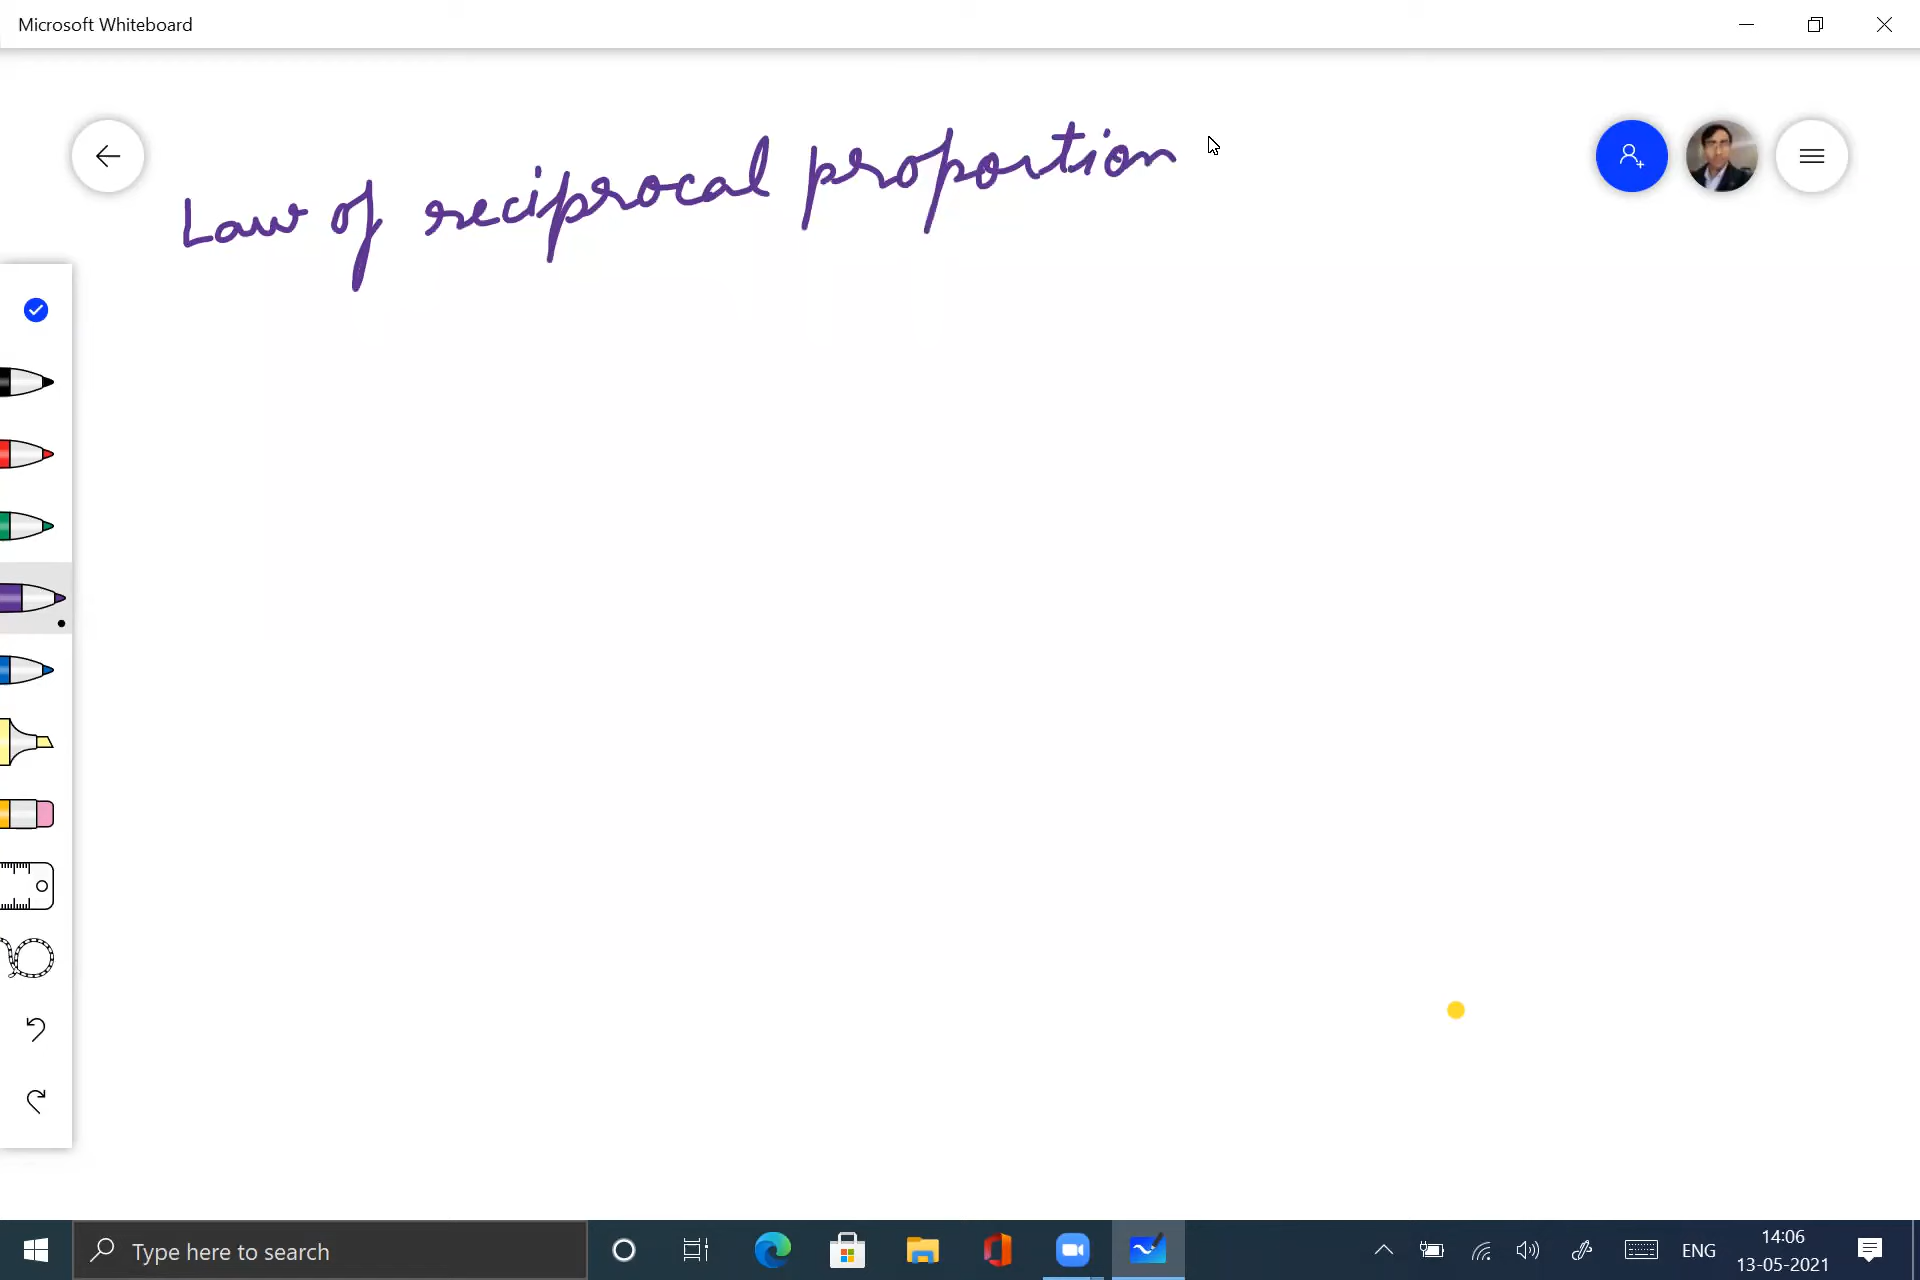 Microsoft Whiteboard
Law of reciprocal proportion
Type here to search
ENG
14:06
13-05-2021